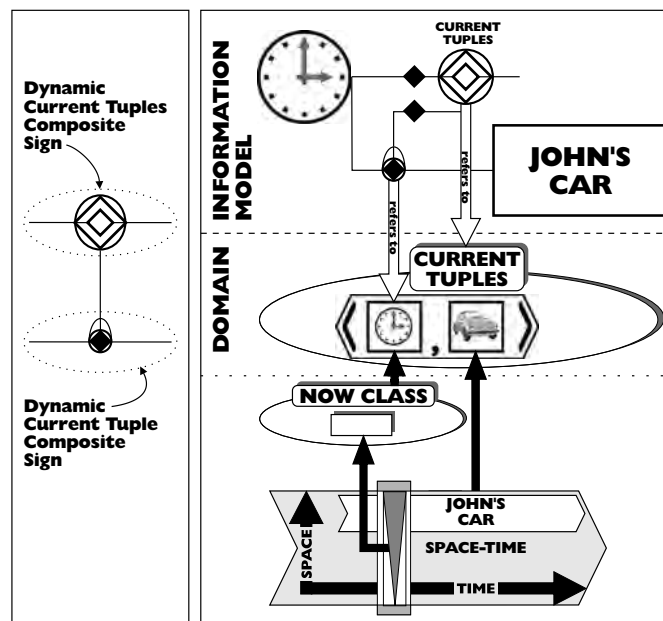 Dynamic
Current Tuples
Composite
Sign
Dynamic
Current Tuple
Composite
Sign
INFORMATION
MODEL
CURRENT
TUPLES
refers to
refers to
JOHN'S
CAR
DOMAIN
CURRENT
TUPLES
,
NOW CLASS
JOHN'S
CAR
SPACE
SPACE-TIME
TIME